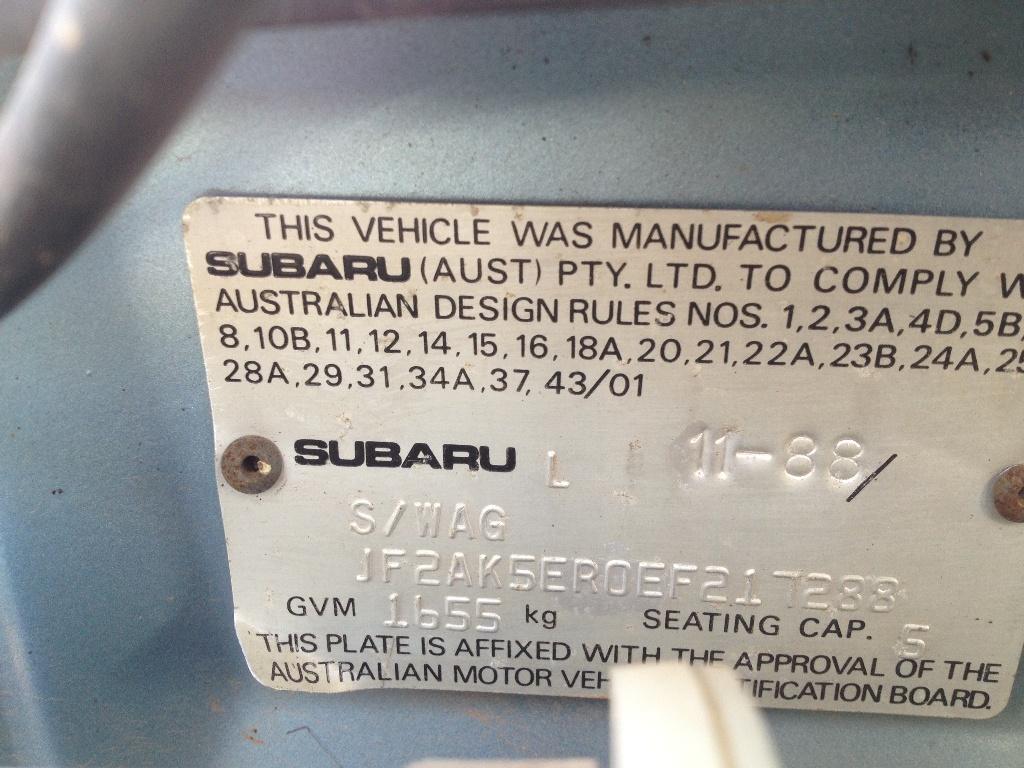 THIS VEHICLE WAS MANUFACTURED BY
SUBARU (AUST) PTY. LTD. TO COMPLY
AUSTRALIAN DESIGN RULES NOS. 1,2,3A,4D,5B,
8,10B,11,12,14,15,16,18A,20,21,22A,23B,24A,25
28A,29,31,34A,37, 43/01
SUBARU L 11-88/
S/WAG
JF2AK5ER0EF217288
GVM 1655 kg SEATING CAP. 5
THIS PLATE IS AFFIXED WITH THE APPROVAL OF THE
AUSTRALIAN MOTOR VEH TIFICATION BOARD.